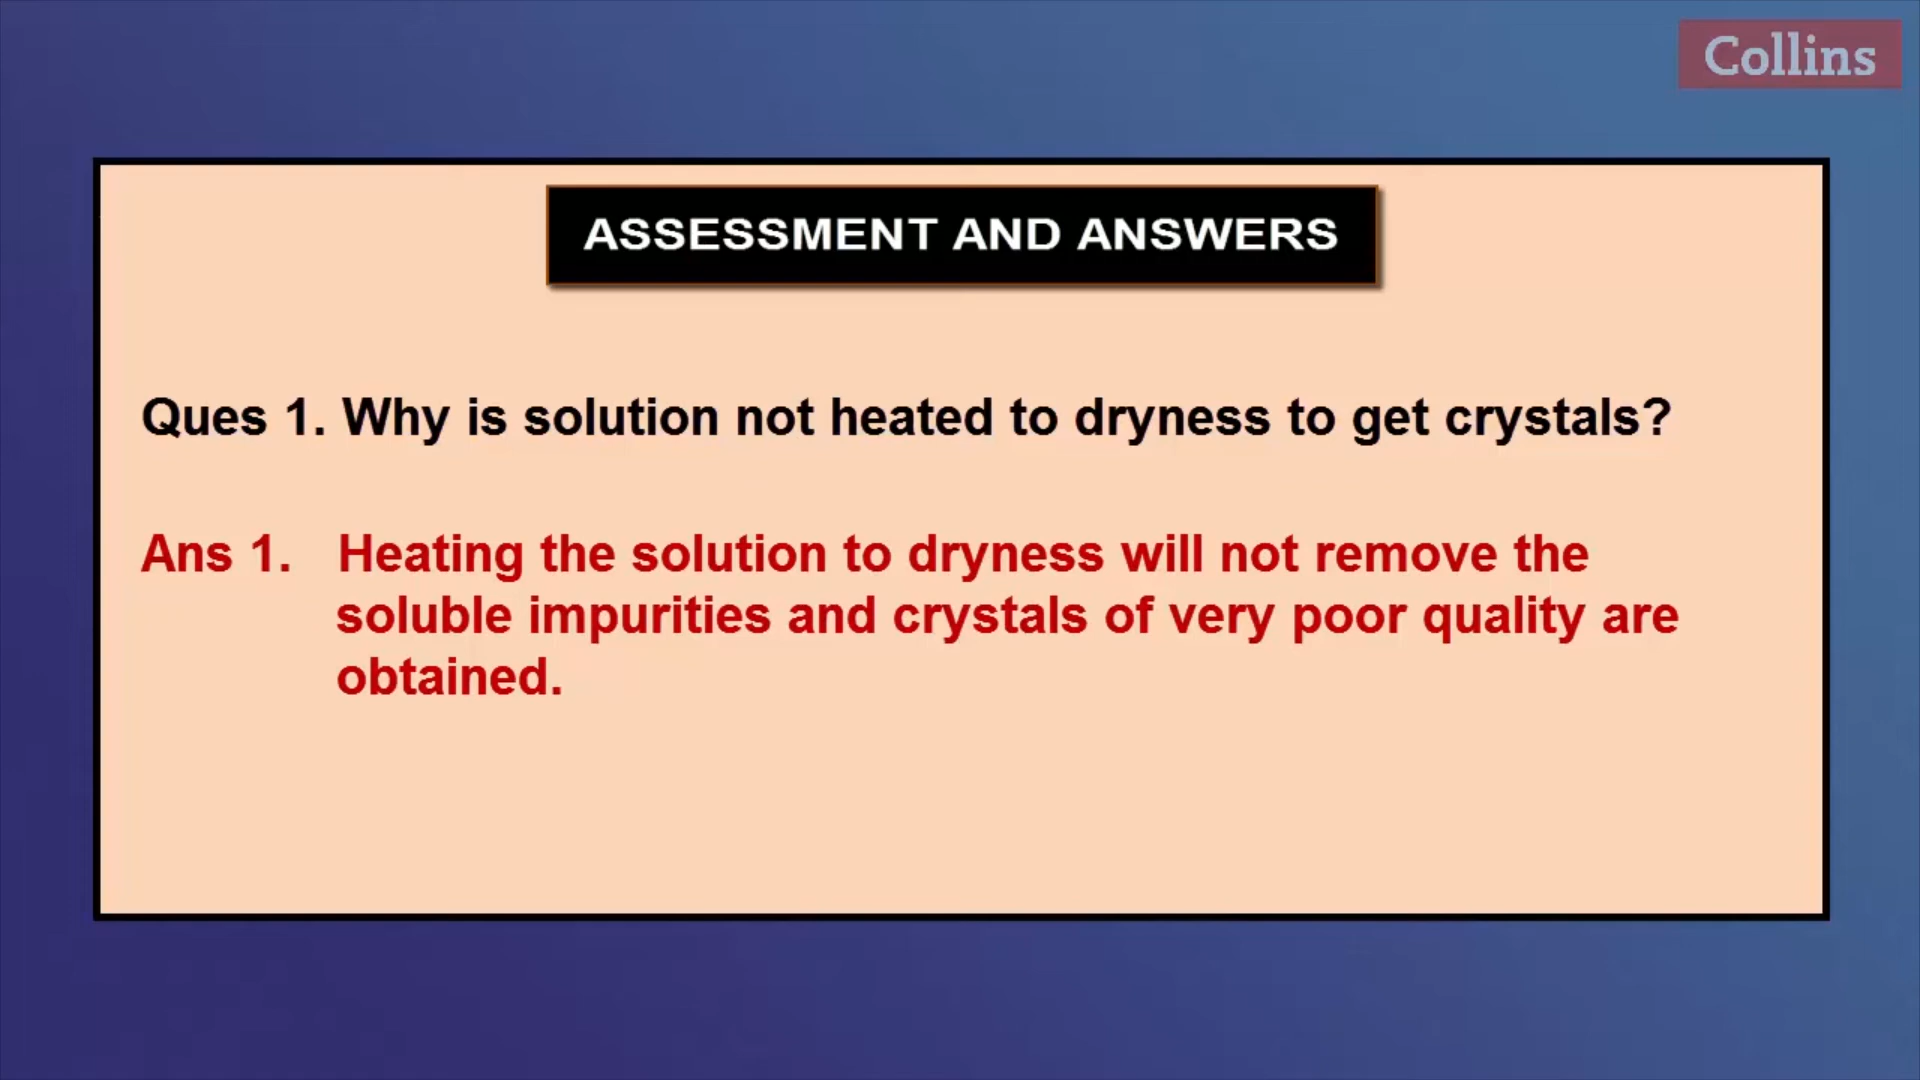 Collins
ASSESSMENT AND ANSWERS
Ques 1. Why is solution not heated to dryness to get crystals?
Ans 1. Heating the solution to dryness will not remove the
soluble impurities and crystals of very poor quality are
obtained.